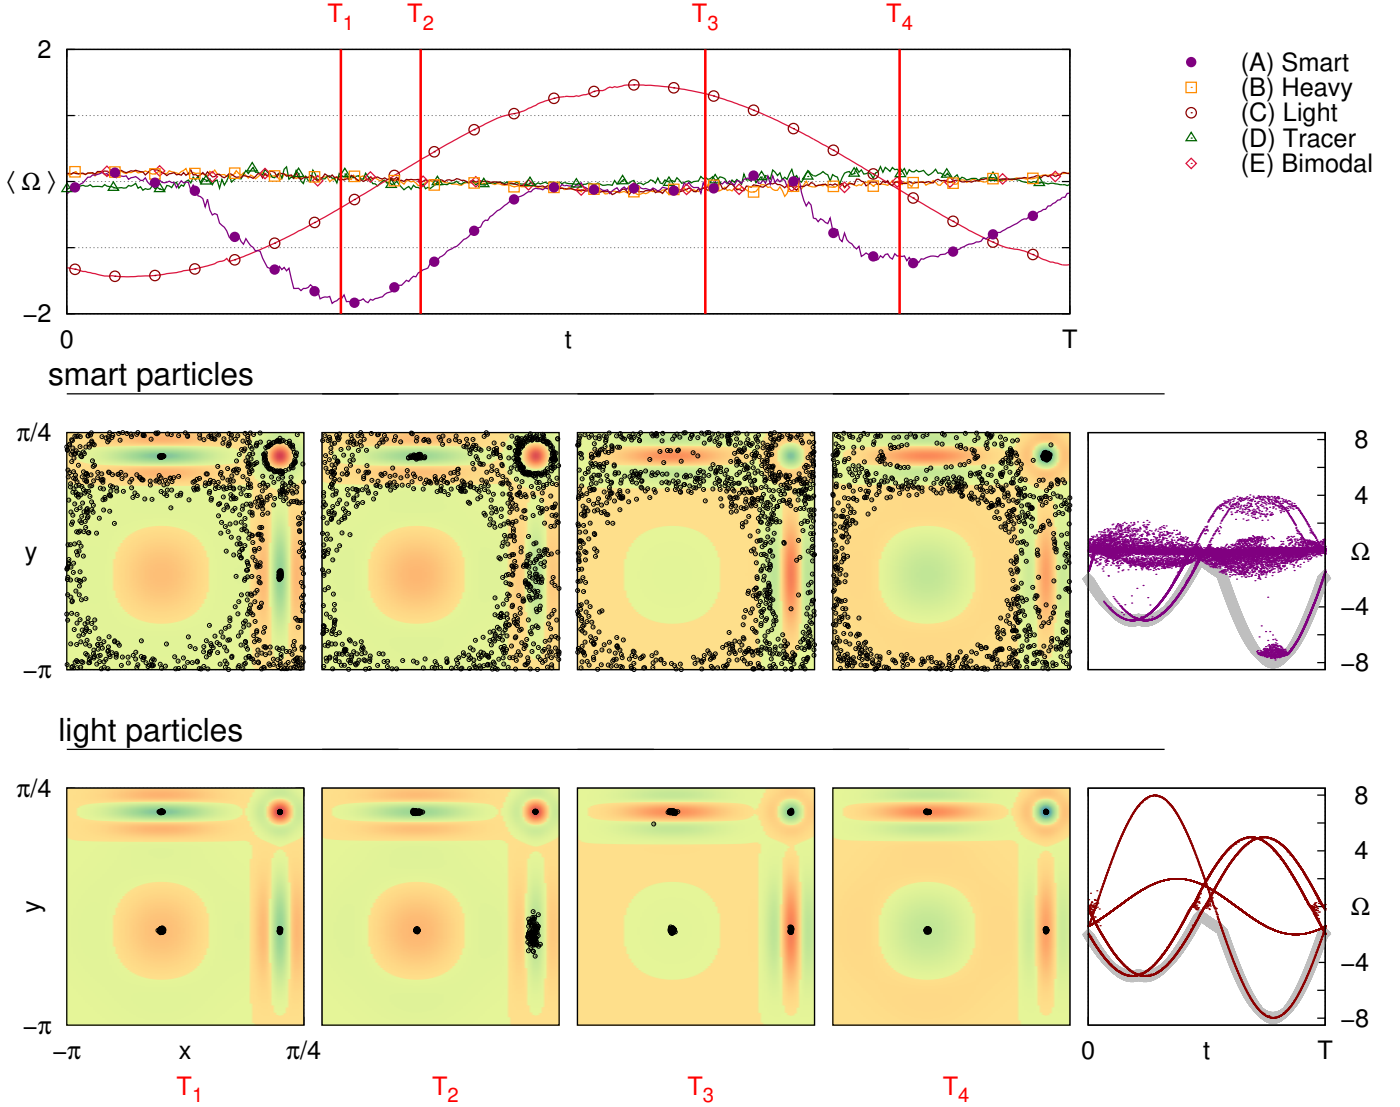 T1 T2 T3 T4
2
⟨Ω⟩
−2
0 t T
(A) Smart
(B) Heavy
(C) Light
(D) Tracer
(E) Bimodal
smart particles
π/4
y
−π
8
4
Ω
−4
−8
light particles
π/4
y
−π
8
4
Ω
−4
−8
−π x π/4
0 t T
T1 T2 T3 T4